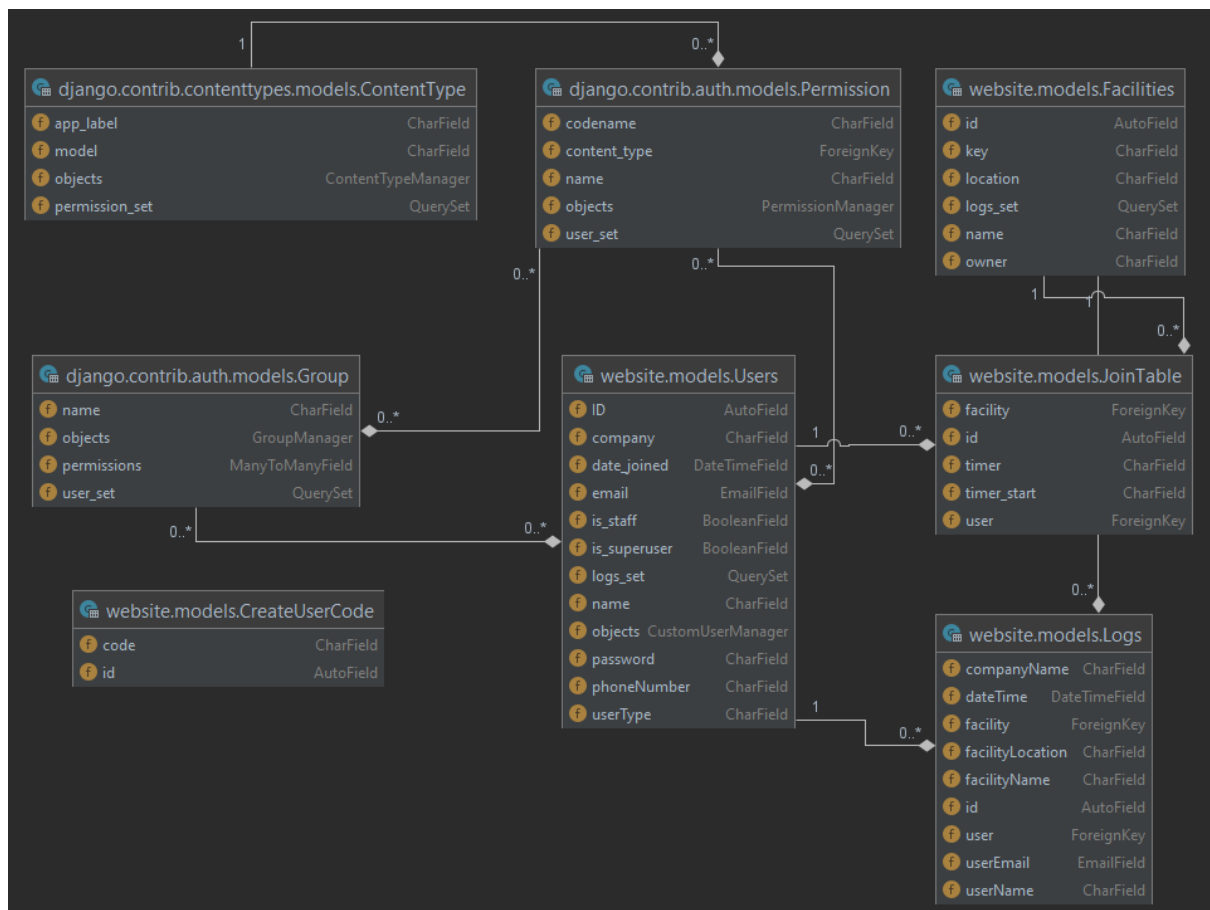 1
0..*
django.contrib.contenttypes.models.ContentType
app_label CharField
model CharField
objects ContentTypeManager
permission_set QuerySet
django.contrib.auth.models.Permission
codename CharField
content_type ForeignKey
name CharField
objects PermissionManager
user_set QuerySet
website.models.Facilities
id AutoField
key CharField
location CharField
logs_set QuerySet
name CharField
owner CharField
0..*
0..*
1
1
0..*
django.contrib.auth.models.Group
name CharField
objects GroupManager
permissions ManyToManyField
user_set QuerySet
0..*
0..*
0..*
website.models.Users
ID AutoField
company CharField
date_joined DateTimeField
email EmailField
is_staff BooleanField
is_superuser BooleanField
logs_set QuerySet
name CharField
objects CustomUserManager
password CharField
phoneNumber CharField
userType CharField
1
0..*
0..*
website.models.JoinTable
facility ForeignKey
id AutoField
timer CharField
timer_start CharField
user ForeignKey
0..*
website.models.CreateUserCode
code CharField
id AutoField
1
0..*
website.models.Logs
companyName CharField
dateTime DateTimeField
facility ForeignKey
facilityLocation CharField
facilityName CharField
id AutoField
user ForeignKey
userEmail EmailField
userName CharField